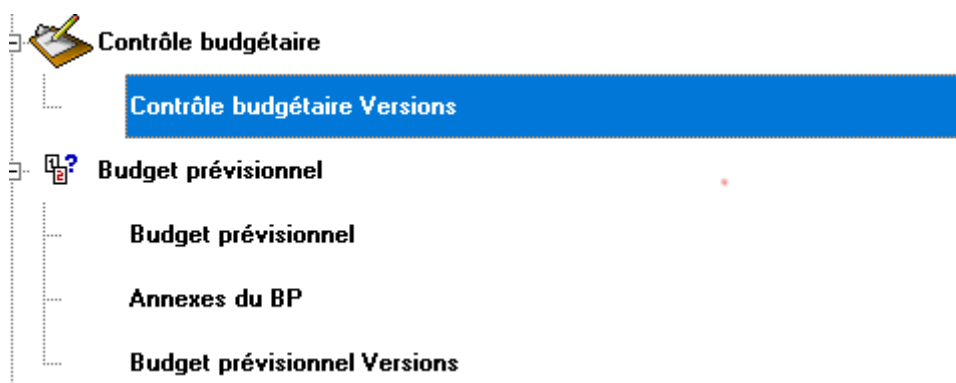 Contrôle budgétaire
Contrôle budgétaire Versions
Budget prévisionnel
Budget prévisionnel
Annexes du BP
Budget prévisionnel Versions